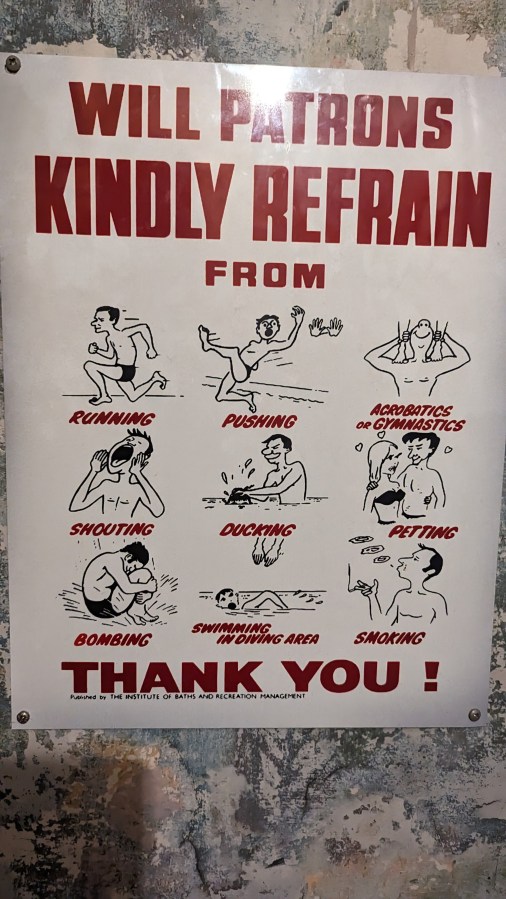 WILL PATRONS
KINDLY REFRAIN
FROM
RUNNING
PUSHING
ACROBATICS
OR GYMNASTICS
SHOUTING
DUCKING
PETTING
BOMBING
SWIMMING
IN DIVING AREA
SMOKING
THANK YOU !
Published by THE INSTITUTE OF BATHS AND RECREATION MANAGEMENT